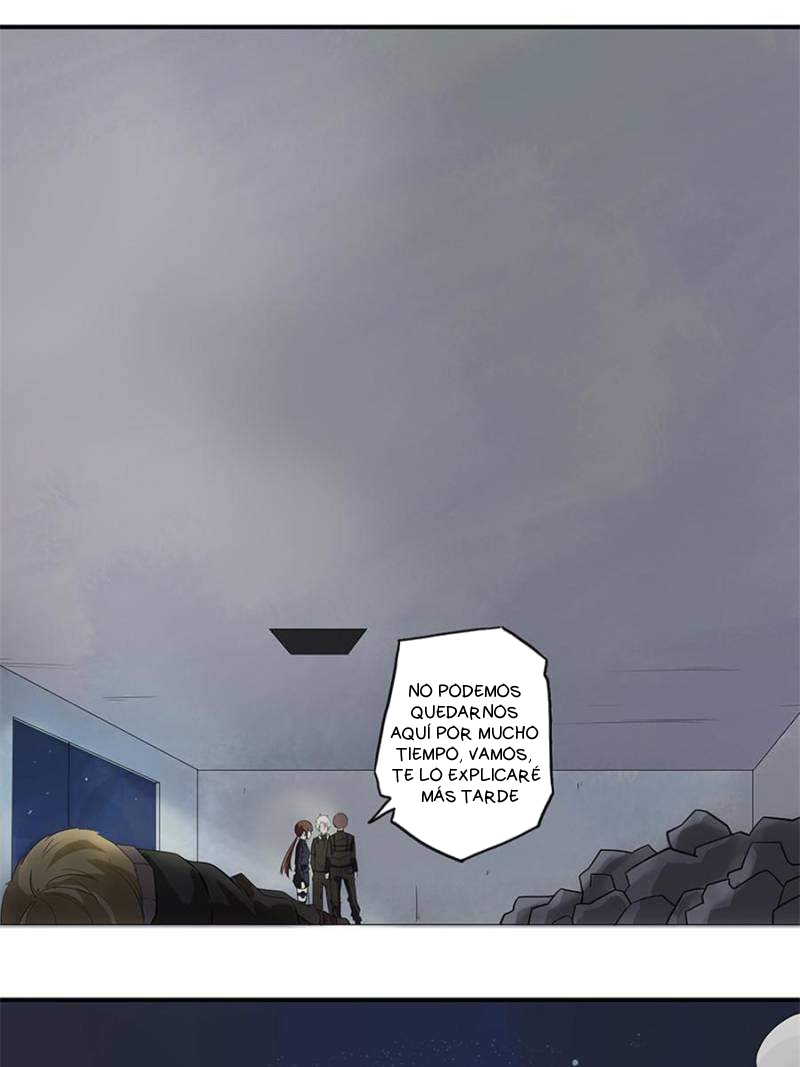 NO PODEMOS
QUEDARNOS
AQUÍ POR MUCHO
TIEMPO, VAMOS,
TE LO EXPLICARÉ
MÁS TARDE